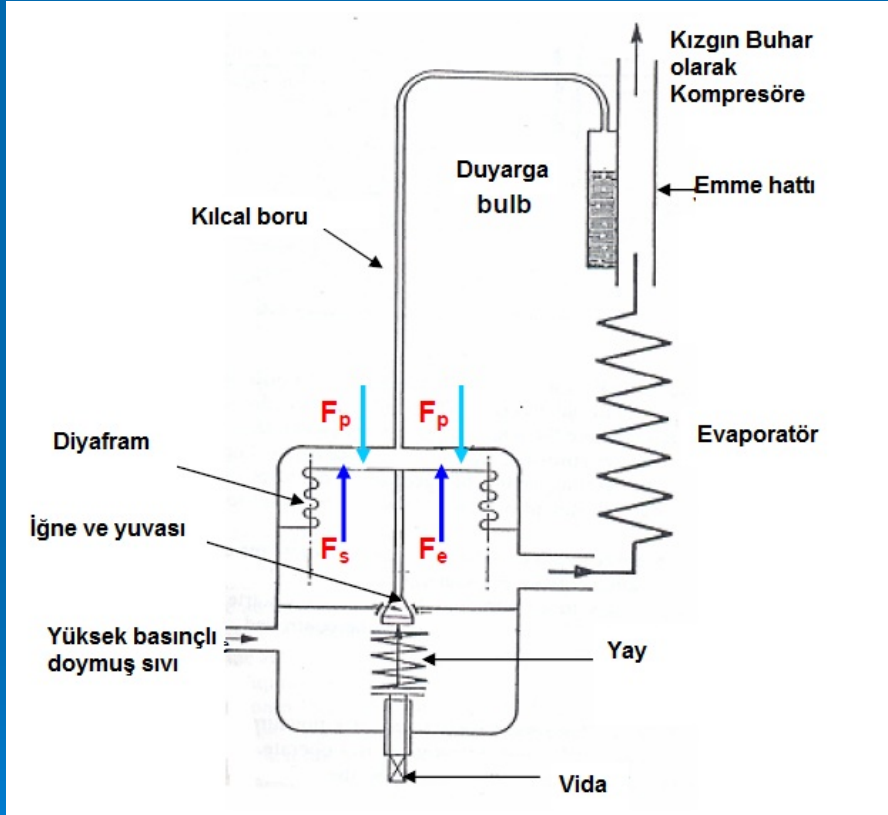 Kızgın Buhar
olarak
Kompresöre
Duyarga
bulb
Emme hattı
Kılcal boru
Fp
Fp
Diyafram
Evaporatör
İğne ve yuvası
Fs
Fe
Yüksek basınçlı
doymuş sıvı
Yay
Vida